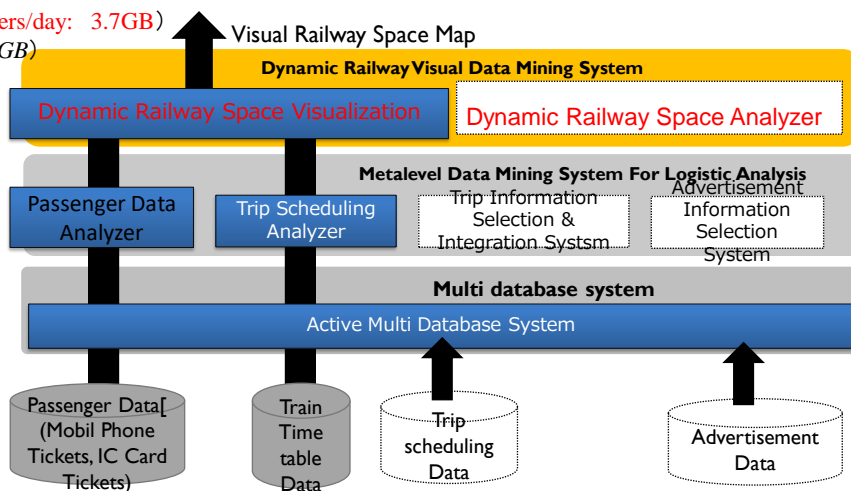 ers/day: 3.7GB)
GB)
Visual Railway Space Map
Dynamic Railway Visual Data Mining System
Dynamic Railway Space Visualization
Dynamic Railway Space Analyzer
Metalevel Data Mining System For Logistic Analysis
Passenger Data
Analyzer
Trip Scheduling
Analyzer
Trip Information
Selection &
Integration Systsm
Advertisement
Information
Selection
System
Multi database system
Active Multi Database System
Passenger Data[
(Mobil Phone
Tickets, IC Card
Tickets)
Train
Time
table
Data
Trip
scheduling
Data
Advertisement
Data